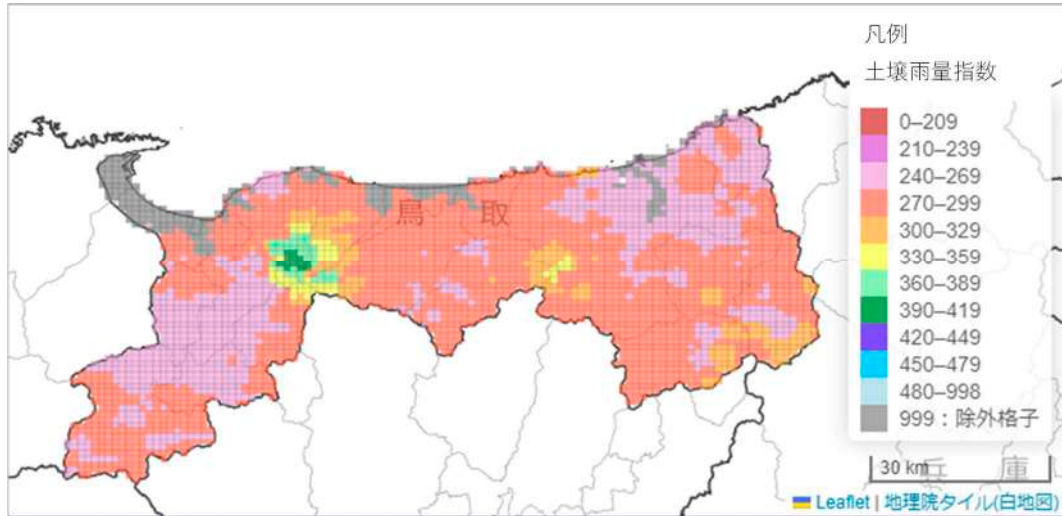 凡例
土壌雨量指数
0–209
210–239
240–269
270–299
300–329
330–359
360–389
390–419
420–449
450–479
480–998
999：除外格子
鳥 取
30 km
兵 庫
Leaflet | 地理院タイル(白地図)